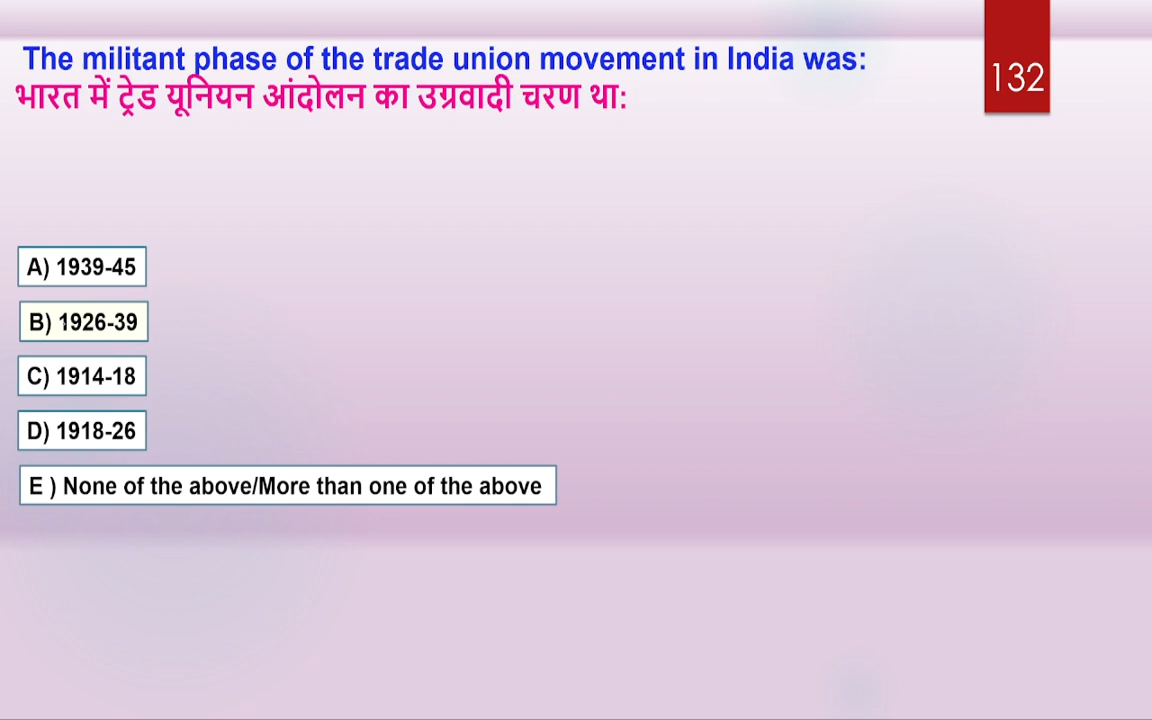 The militant phase of the trade union movement in India was:
भारत में ट्रेड यूनियन आंदोलन का उग्रवादी चरण था:
132
A) 1939-45
B) 1926-39
C) 1914-18
D) 1918-26
E ) None of the above/More than one of the above